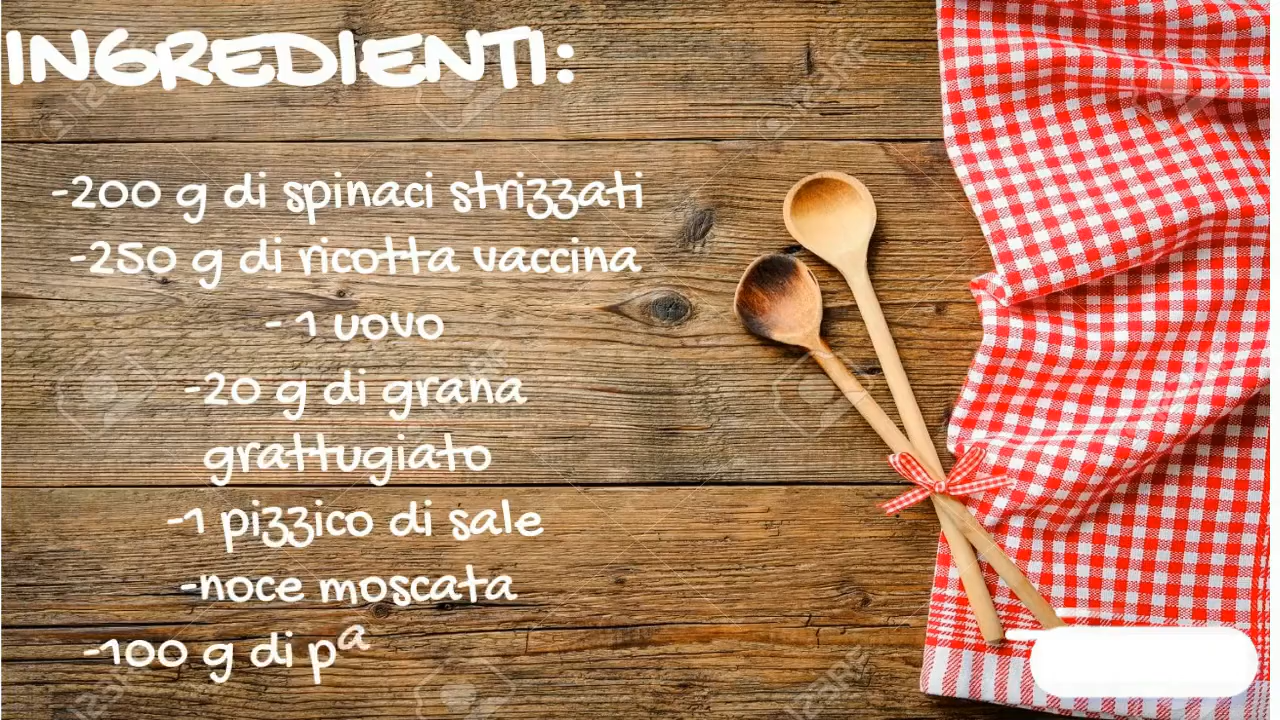 INGREDIENTI:
-200 g di spinaci strizzati
-250 g di ricotta vaccina
- 1 uovo
-20 g di grana
grattugiato
-1 pizzico di sale
-noce moscata
-100 g di pa